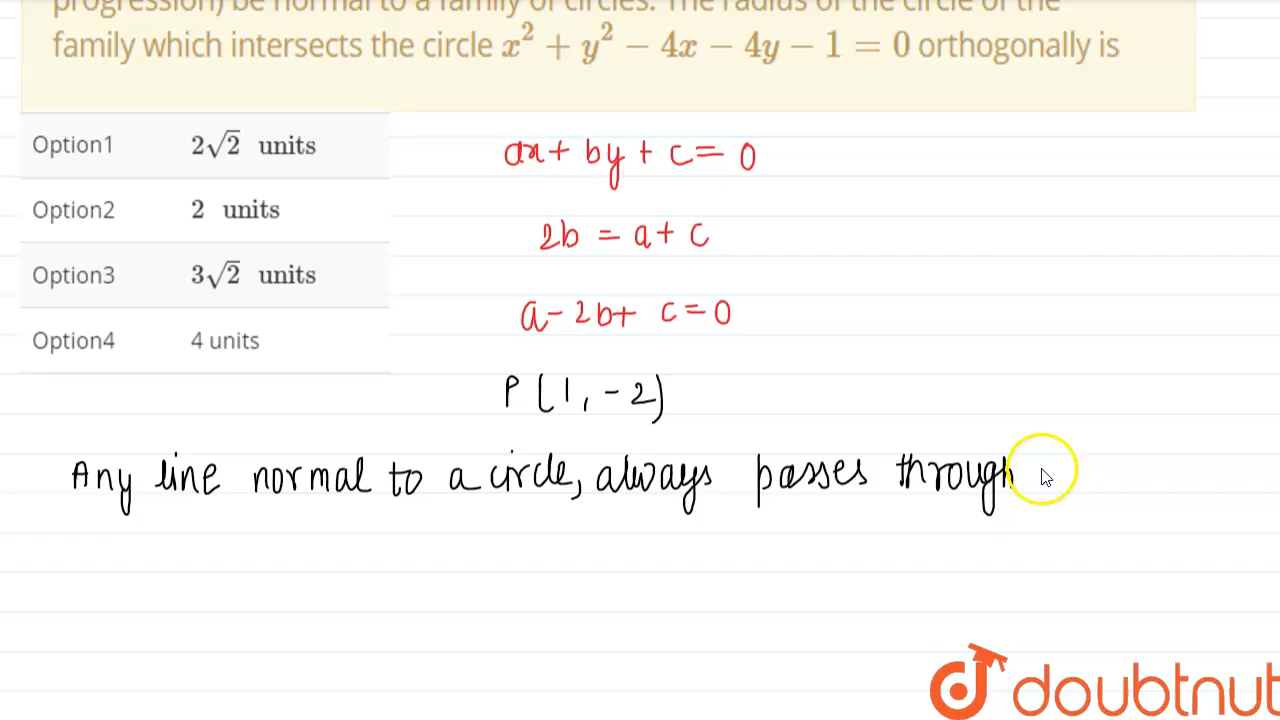 progression) be normal to a family of circles. The radius of the circle of the
family which intersects the circle x² + y² − 4x − 4y − 1 = 0 orthogonally is
Option1 2√2 units
Option2 2 units
Option3 3√2 units
Option4 4 units
ax + by + c = 0
2b = a + c
a - 2b + c = 0
P(1, -2)
Any line normal to a circle, always passes through
doubtnut